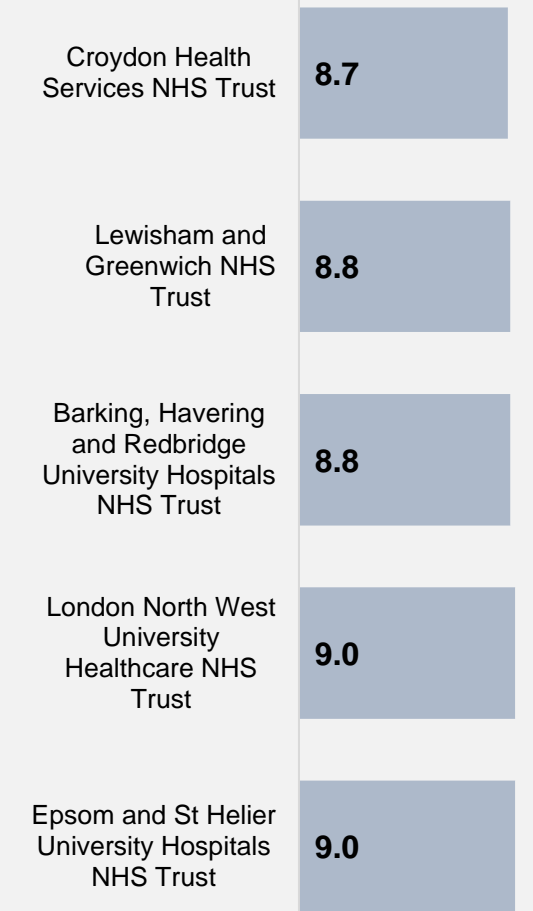 Croydon Health
Services NHS Trust
8.7
Lewisham and
Greenwich NHS
Trust
8.8
Barking, Havering
and Redbridge
University Hospitals
NHS Trust
8.8
London North West
University
Healthcare NHS
Trust
9.0
Epsom and St Helier
University Hospitals
NHS Trust
9.0